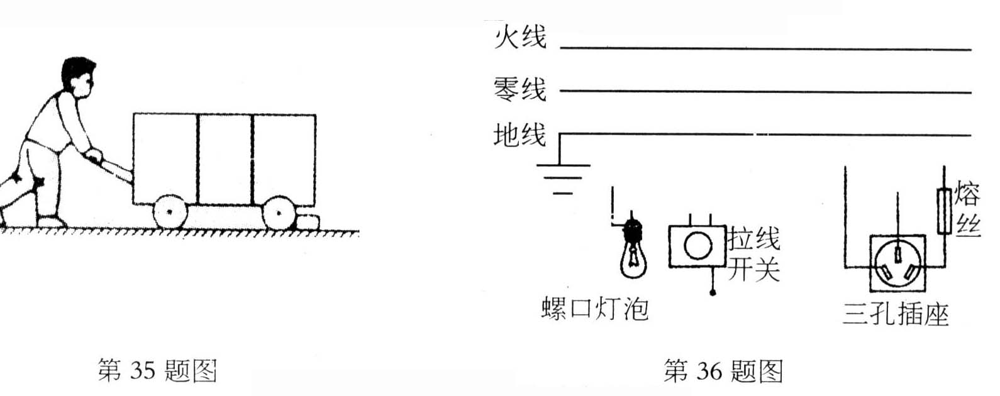 火线
零线
地线
熔
丝
拉线
开关
螺口灯泡
三孔插座
第 35 题图
第 36 题图